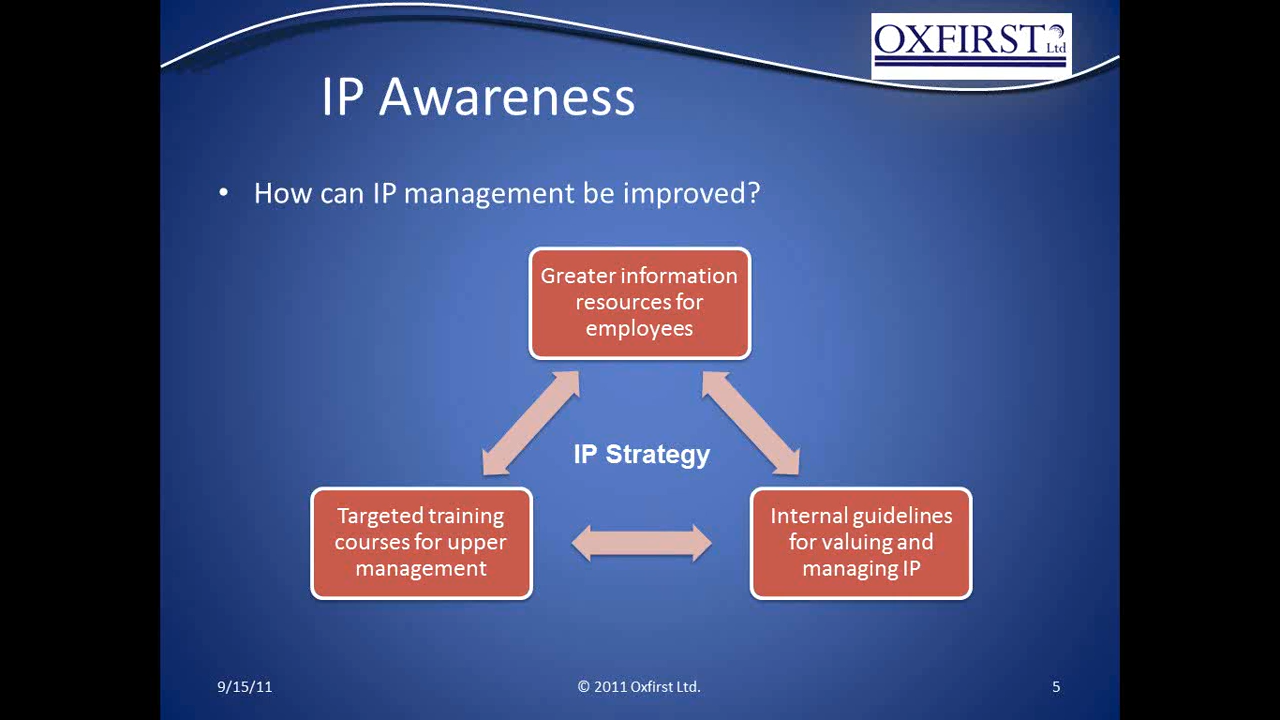 OXFIRST Ltd
IP Awareness
• How can IP management be improved?
Greater information
resources for
employees
IP Strategy
Targeted training
courses for upper
management
Internal guidelines
for valuing and
managing IP
9/15/11
© 2011 Oxfirst Ltd.
5